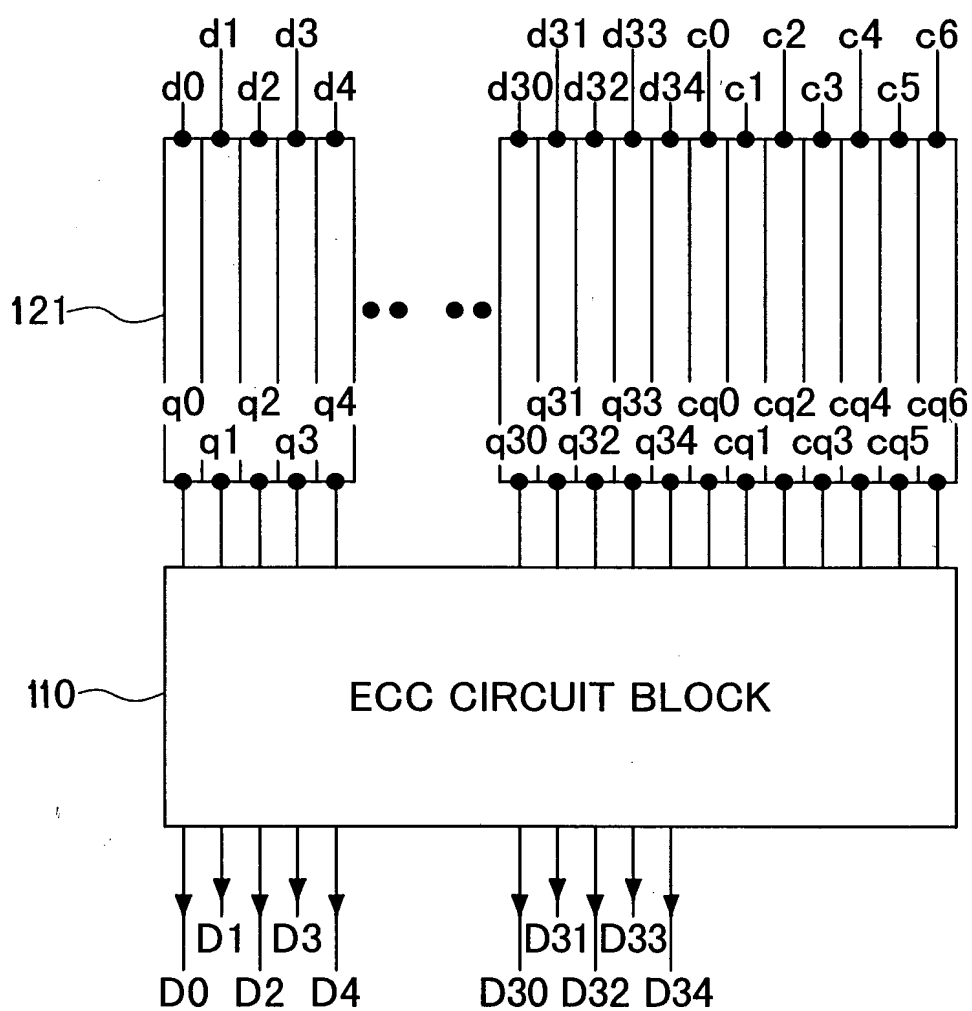 d1 d3 d31 d33 c0 c2 c4 c6
d0 d2 d4 d30 d32 d34 c1 c3 c5
121
q0 q2 q4 q31 q33 cq0 cq2 cq4 cq6
q1 q3 q30 q32 q34 cq1 cq3 cq5
110
ECC CIRCUIT BLOCK
D1 D3 D31 D33
D0 D2 D4 D30 D32 D34